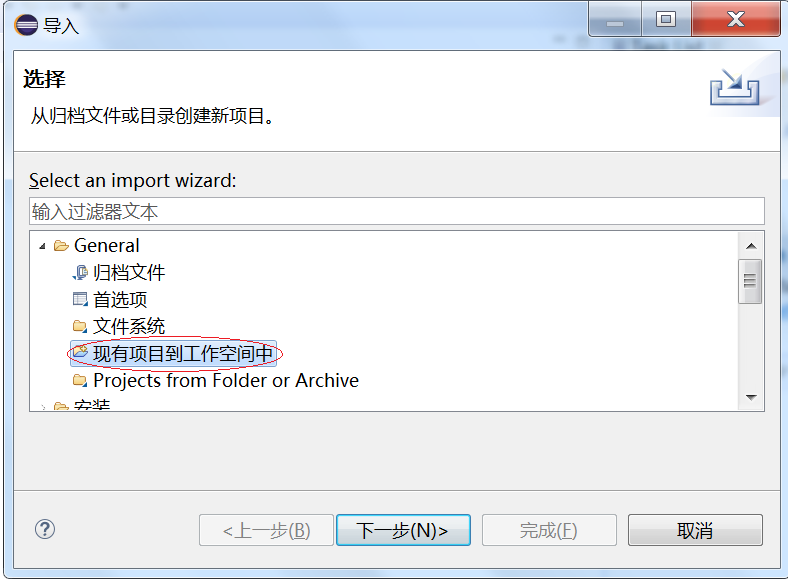 导入
选择
从归档文件或目录创建新项目。
Select an import wizard:
输入过滤器文本
General
归档文件
首选项
文件系统
现有项目到工作空间中
Projects from Folder or Archive
安装
<上一步(B) 下一步(N)> 完成(F) 取消